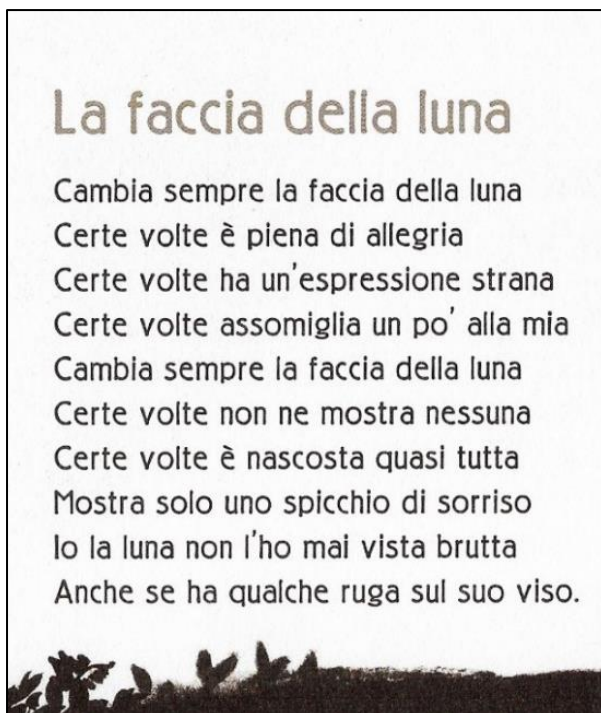 La faccia della luna
Cambia sempre la faccia della luna
Certe volte è piena di allegria
Certe volte ha un'espressione strana
Certe volte assomiglia un po' alla mia
Cambia sempre la faccia della luna
Certe volte non ne mostra nessuna
Certe volte è nascosta quasi tutta
Mostra solo uno spicchio di sorriso
Io la luna non l'ho mai vista brutta
Anche se ha qualche ruga sul suo viso.